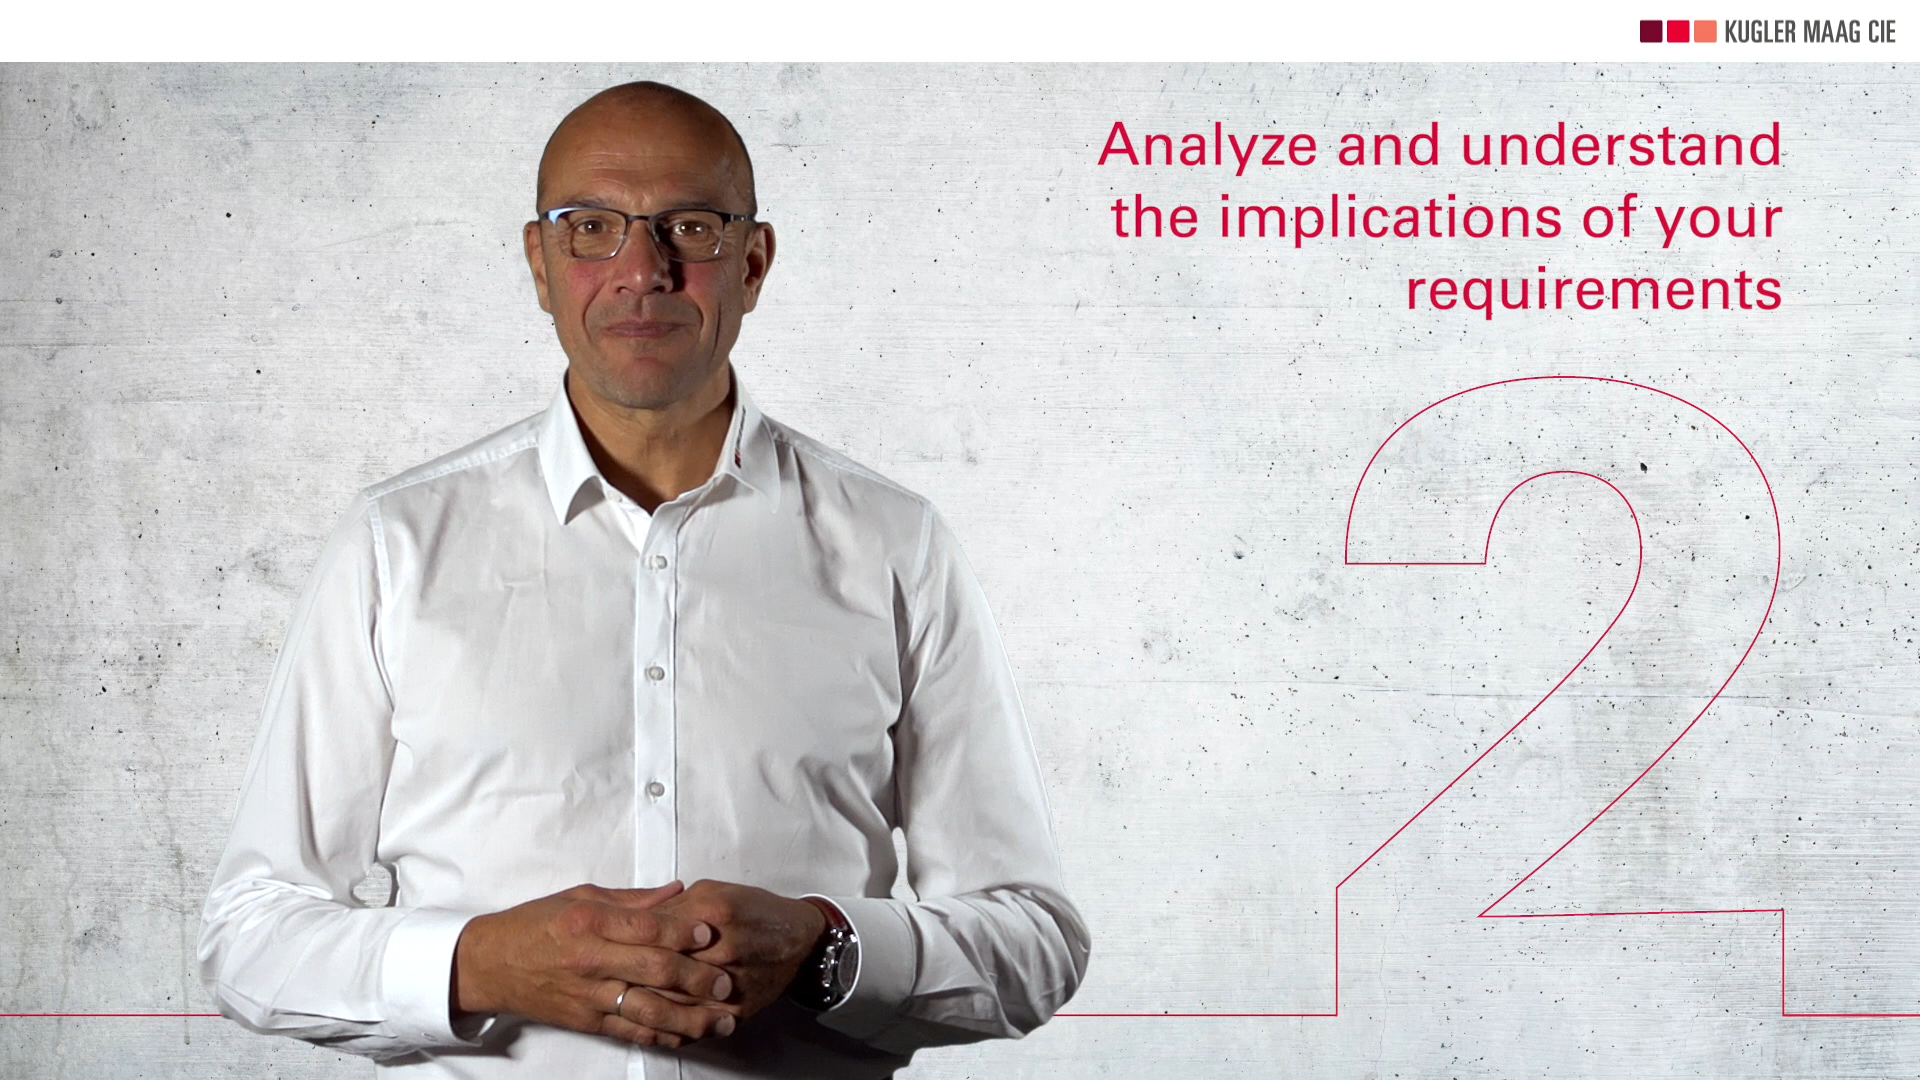 KUGLER MAAG CIE
Analyze and understand
the implications of your
requirements
2